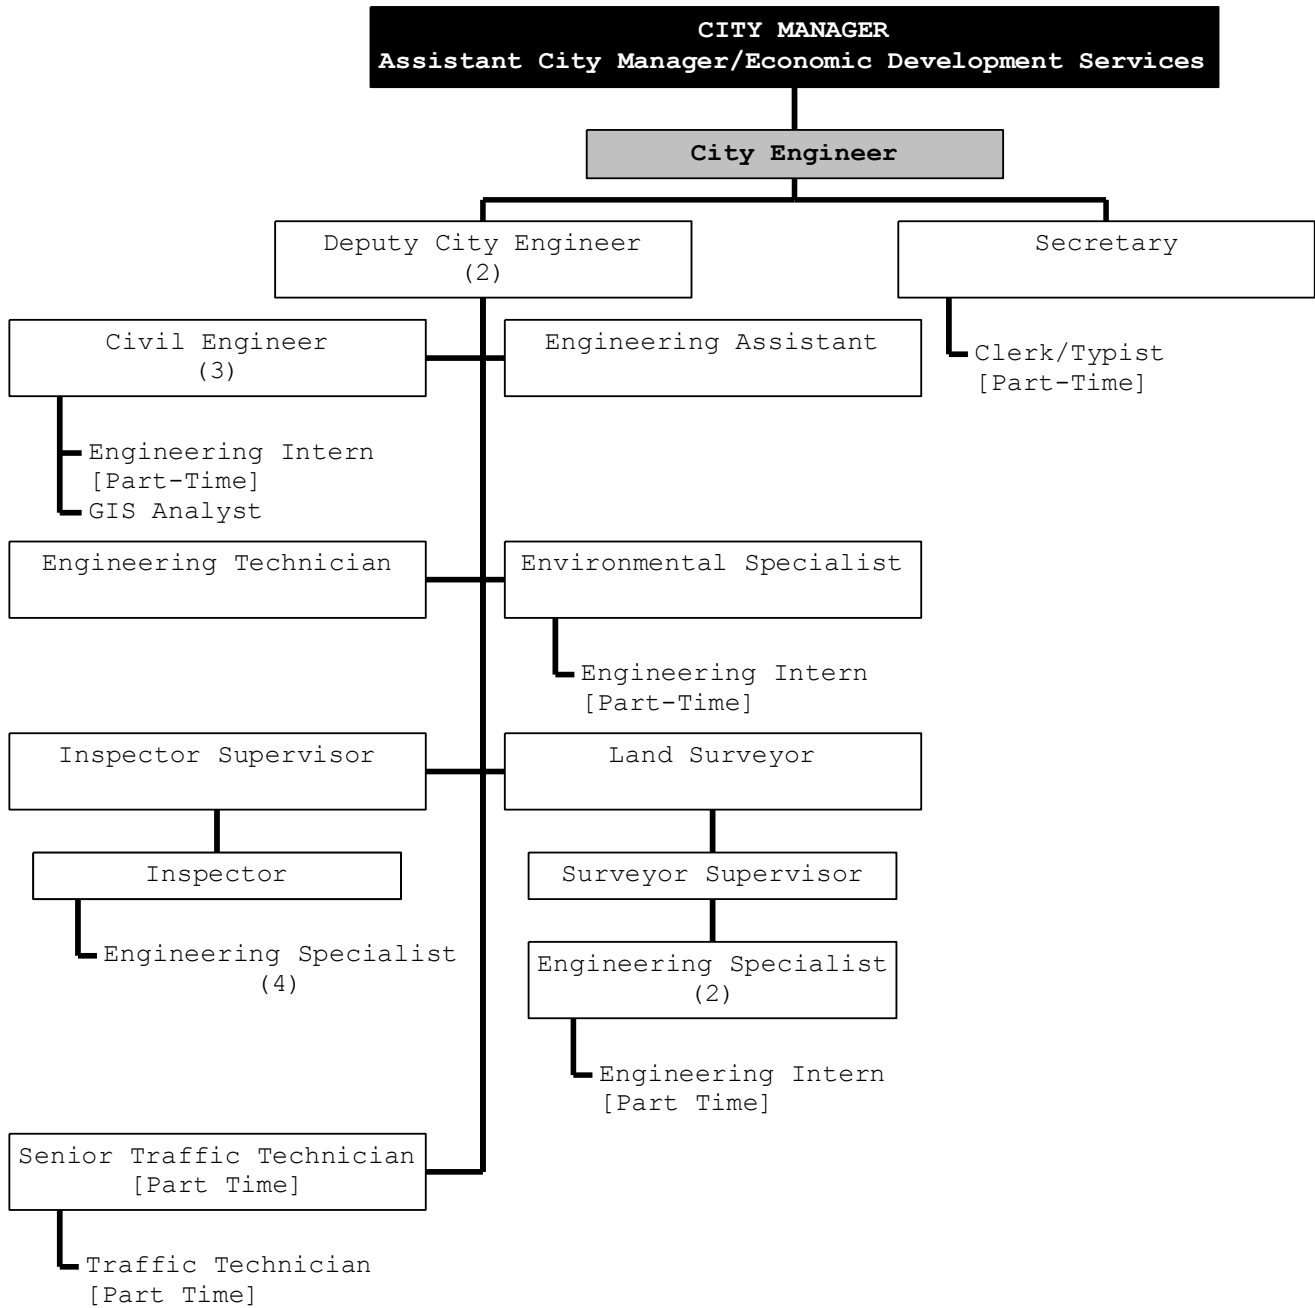 CITY MANAGER
Assistant City Manager/Economic Development Services
City Engineer
Deputy City Engineer
(2)
Secretary
Civil Engineer
(3)
Engineering Assistant
Clerk/Typist
[Part-Time]
Engineering Intern
[Part-Time]
GIS Analyst
Engineering Technician
Environmental Specialist
Engineering Intern
[Part-Time]
Inspector Supervisor
Land Surveyor
Inspector
Surveyor Supervisor
Engineering Specialist
(4)
Engineering Specialist
(2)
Engineering Intern
[Part Time]
Senior Traffic Technician
[Part Time]
Traffic Technician
[Part Time]